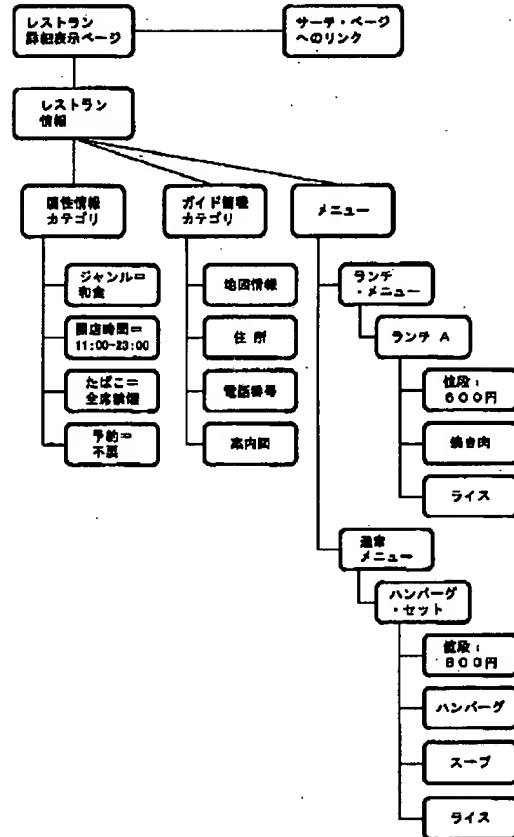 レストラン
詳細表示ページ
サーチ・ページ
へのリンク
レストラン
情報
属性情報
カテゴリ
ガイド情報
カテゴリ
メニュー
ジャンル＝
和食
開店時間＝
11:00-23:00
たばこ＝
全席禁煙
予約＝
不要
地図情報
住所
電話番号
案内図
ランチ
・メニュー
ランチ A
値段：
６００円
焼き肉
ライス
通常
メニュー
ハンバーグ
・セット
値段：
８００円
ハンバーグ
スープ
ライス